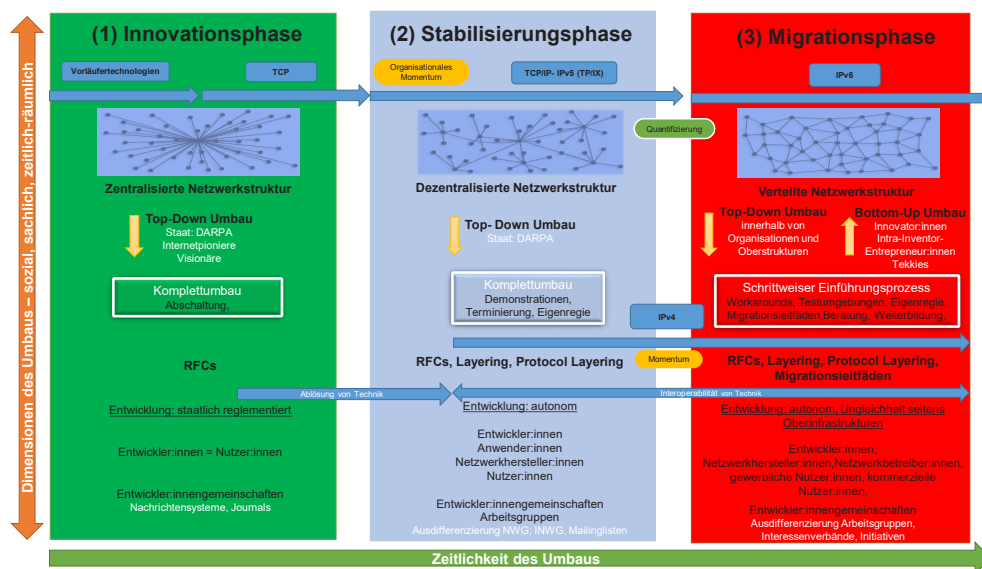 Dimensionen des Umbaus – sozial, sachlich, zeitlich-räumlich
(1) Innovationsphase
Vorläufertechnologien
TCP
Zentralisierte Netzwerkstruktur
Top-Down Umbau
Staat: DARPA
Internetpioniere
Visionäre
Komplettumbau
Abschaltung,
RFCs
Ablösung von Technik
Entwicklung: staatlich reglementiert
Entwickler:innen = Nutzer:innen
Entwickler:innengemeinschaften
Nachrichtensysteme, Journals
(2) Stabilisierungsphase
Organisationales
Momentum
TCP/IP- IPv5 (TP/IX)
Quantifizierung
Dezentralisierte Netzwerkstruktur
Top- Down Umbau
Staat: DARPA
Komplettumbau
Demonstrationen,
Terminierung, Eigenregie
IPv4
RFCs, Layering, Protocol Layering
Momentum
Entwicklung: autonom
Entwickler:innen
Anwender:innen
Netzwerkhersteller:innen
Nutzer:innen
Entwickler:innengemeinschaften
Arbeitsgruppen
Ausdifferenzierung NWG; INWG, Mailinglisten
(3) Migrationsphase
IPv6
Verteilte Netzwerkstruktur
Top-Down Umbau
innerhalb von
Organisationen und
Oberstrukturen
Bottom-Up Umbau
Innovator:innen
Intra-Inventor-
Entrepreneur:innen
Tekkies
Schrittweiser Einführungsprozess
Workarounds, Testumgebungen, Eigenregie,
Migrationsleitfäden,Beratung, Weiterbildung,
RFCs, Layering, Protocol Layering,
Migrationsleitfäden
Interoperabilität von Technik
Entwicklung: autonom, Ungleichheit seitens
Oberinfrastrukturen
Entwickler:innen,
Netzwerkhersteller:innen,Netzwerkbetreiber:innen,
gewerbliche Nutzer:innen, kommerzielle
Nutzer:innen,
Entwickler:innengemeinschaften
Ausdifferenzierung Arbeitsgruppen,
Interessenverbände, Initiativen
Zeitlichkeit des Umbaus